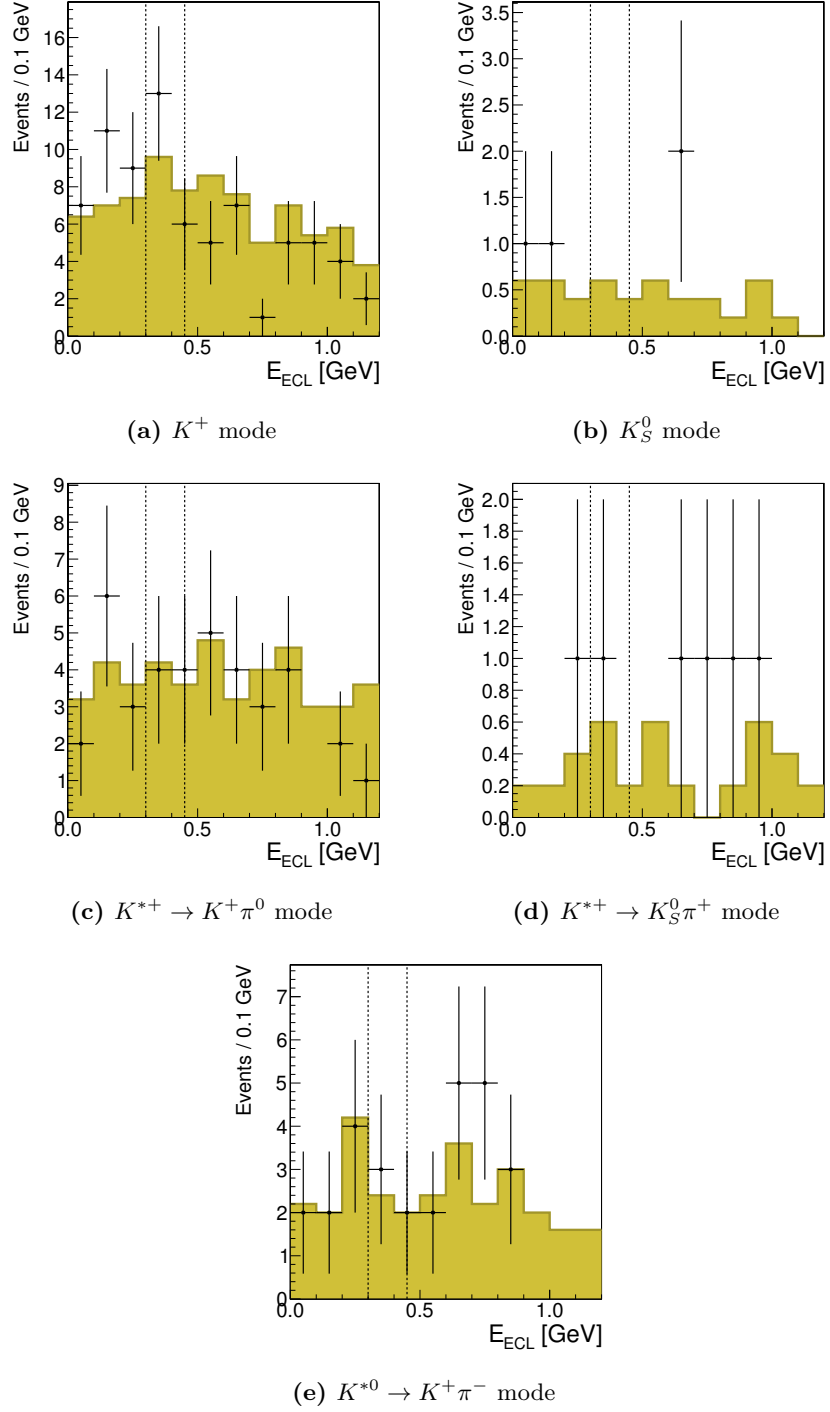 Events / 0.1 GeV
16
14
12
10
8
6
4
2
0
0.0 0.5 1.0
E_ECL [GeV]
(a) K^+ mode
Events / 0.1 GeV
3.5
3.0
2.5
2.0
1.5
1.0
0.5
0.0
0.0 0.5 1.0
E_ECL [GeV]
(b) K_S^0 mode
Events / 0.1 GeV
9
8
7
6
5
4
3
2
1
0
0.0 0.5 1.0
E_ECL [GeV]
(c) K^{*+} → K^+π^0 mode
Events / 0.1 GeV
2.0
1.8
1.6
1.4
1.2
1.0
0.8
0.6
0.4
0.2
0.0
0.0 0.5 1.0
E_ECL [GeV]
(d) K^{*+} → K_S^0π^+ mode
Events / 0.1 GeV
7
6
5
4
3
2
1
0
0.0 0.5 1.0
E_ECL [GeV]
(e) K^{*0} → K^+π^- mode